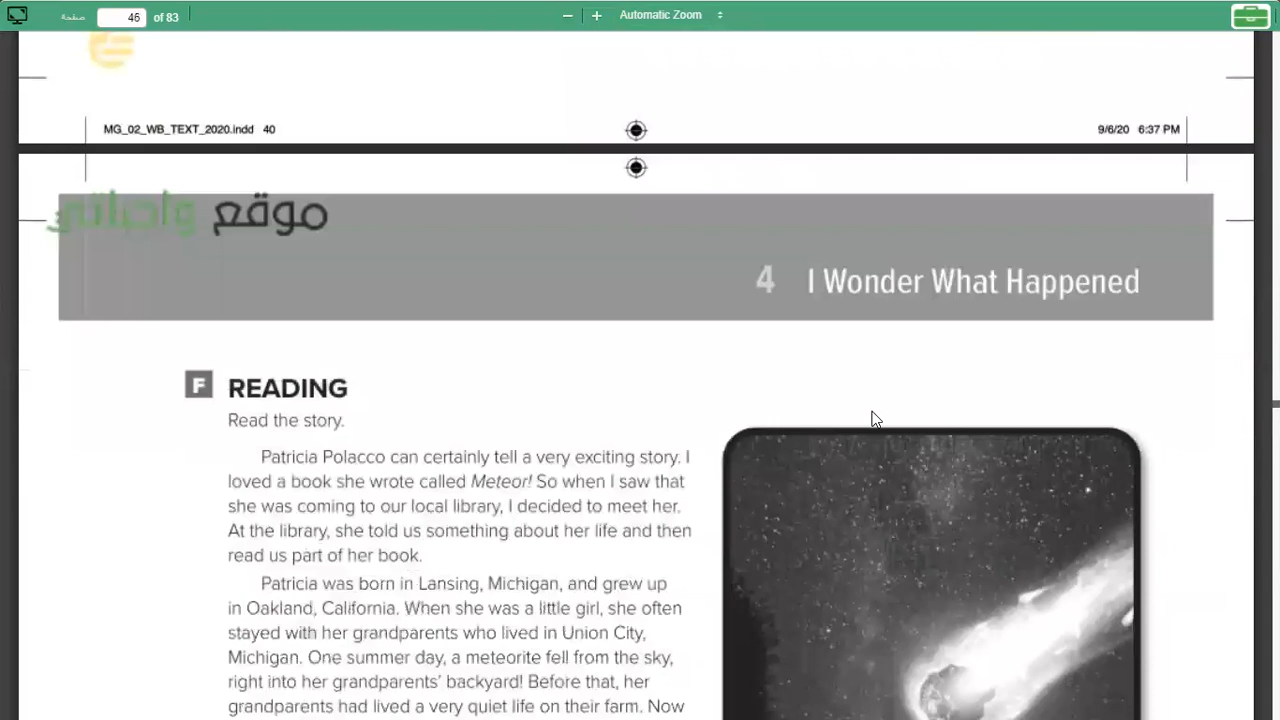 صفحة 46 of 83 Automatic Zoom
MG_02_WB_TEXT_2020.indd 40 9/6/20 6:37 PM
موقع واجباتي
4 I Wonder What Happened
F READING
Read the story.
Patricia Polacco can certainly tell a very exciting story. I
loved a book she wrote called Meteor! So when I saw that
she was coming to our local library, I decided to meet her.
At the library, she told us something about her life and then
read us part of her book.
Patricia was born in Lansing, Michigan, and grew up
in Oakland, California. When she was a little girl, she often
stayed with her grandparents who lived in Union City,
Michigan. One summer day, a meteorite fell from the sky,
right into her grandparents’ backyard! Before that, her
grandparents had lived a very quiet life on their farm. Now